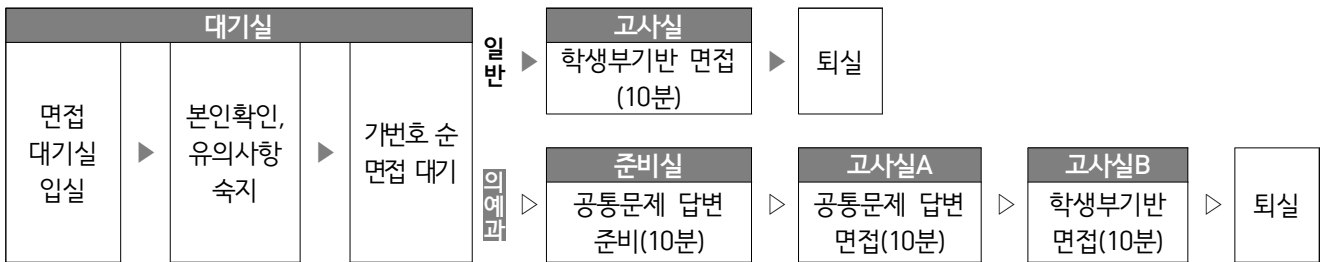 대기실
면접
대기실
입실
▶
본인확인,
유의사항
숙지
▶
가번호 순
면접 대기
일반
▶
고사실
학생부기반 면접
(10분)
▶
퇴실
의예과
▷
준비실
공통문제 답변
준비(10분)
▷
고사실A
공통문제 답변
면접(10분)
▷
고사실B
학생부기반
면접(10분)
▷
퇴실